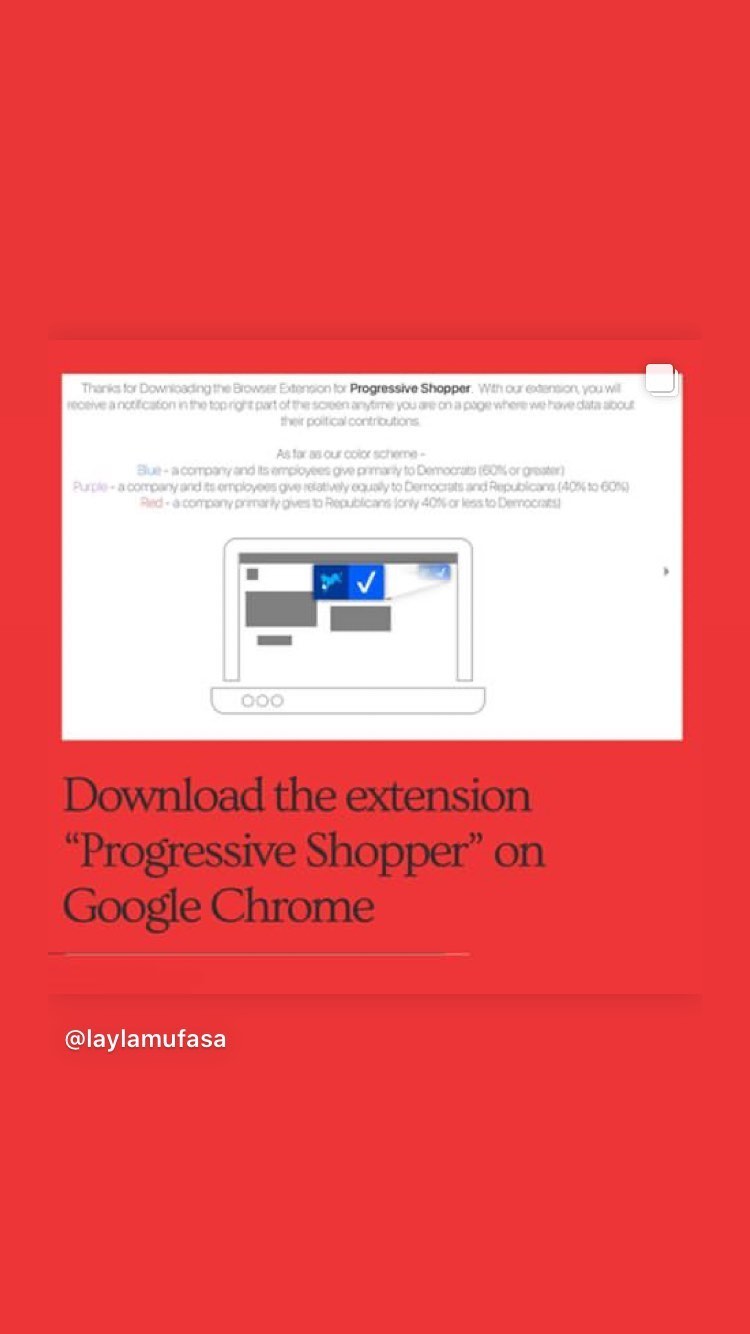 Thanks for Downloading the Browser Extension for Progressive Shopper. With our extension, you will
receive a notification in the top right part of the screen anytime you are on a page where we have data about
their political contributions.
As far as our color scheme -
Blue - a company and its employees give primarily to Democrats (60% or greater)
Purple - a company and its employees give relatively equally to Democrats and Republicans (40% to 60%)
Red - a company primarily gives to Republicans (only 40% or less to Democrats)
Download the extension
“Progressive Shopper” on
Google Chrome
@laylamufasa